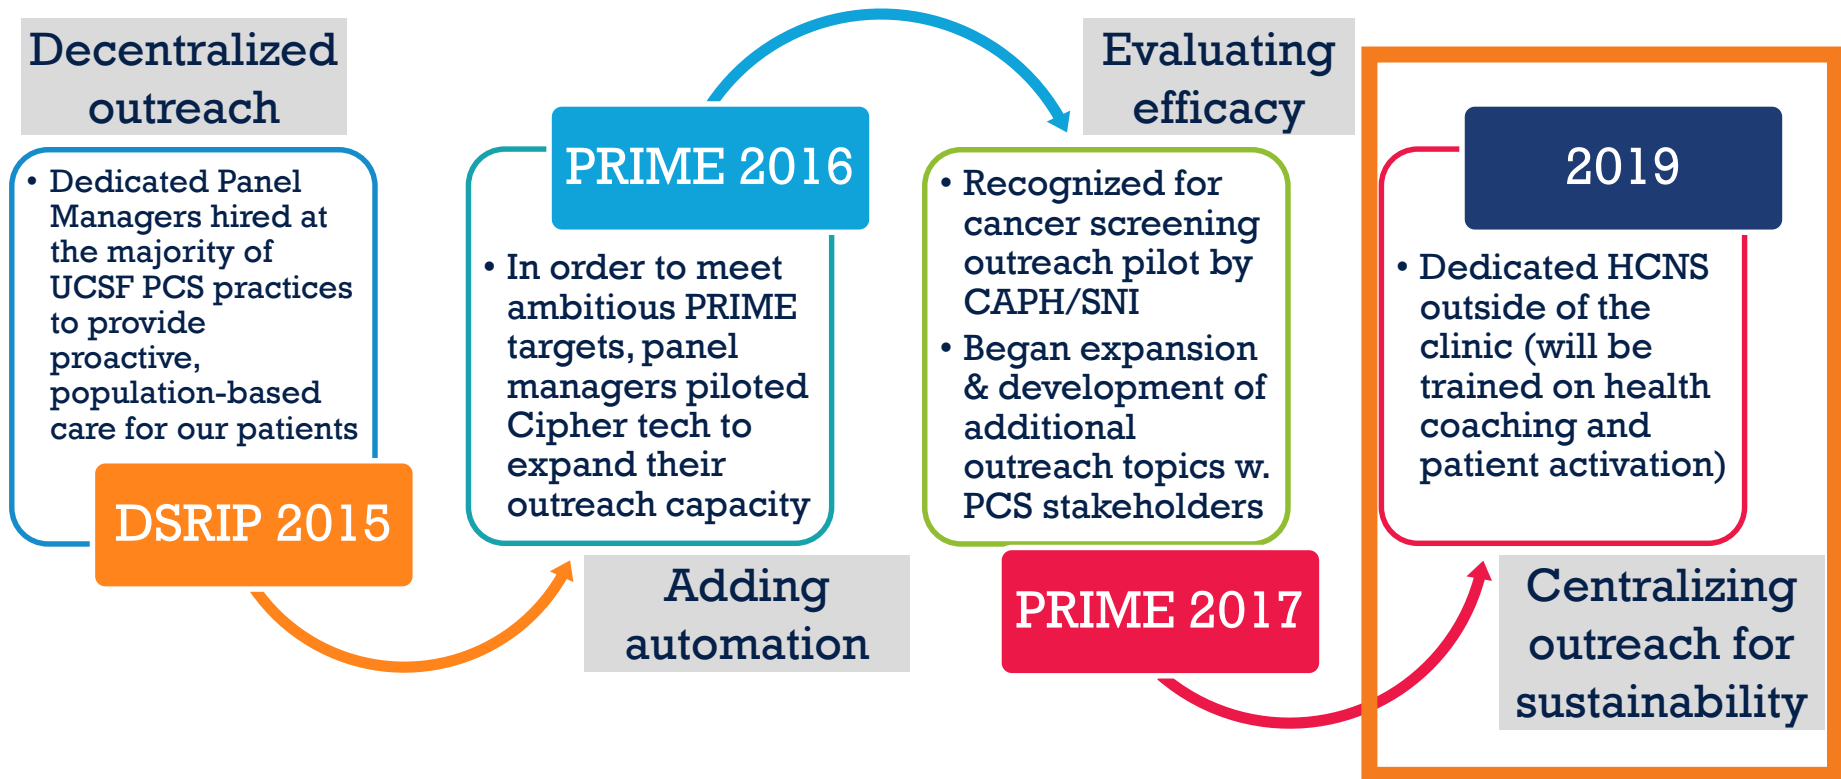 Decentralized
outreach
• Dedicated Panel
Managers hired at
the majority of
UCSF PCS practices
to provide
proactive,
population-based
care for our patients
DSRIP 2015
PRIME 2016
• In order to meet
ambitious PRIME
targets, panel
managers piloted
Cipher tech to
expand their
outreach capacity
Adding
automation
Evaluating
efficacy
• Recognized for
cancer screening
outreach pilot by
CAPH/SNI
• Began expansion
& development of
additional
outreach topics w.
PCS stakeholders
PRIME 2017
2019
• Dedicated HCNS
outside of the
clinic (will be
trained on health
coaching and
patient activation)
Centralizing
outreach for
sustainability